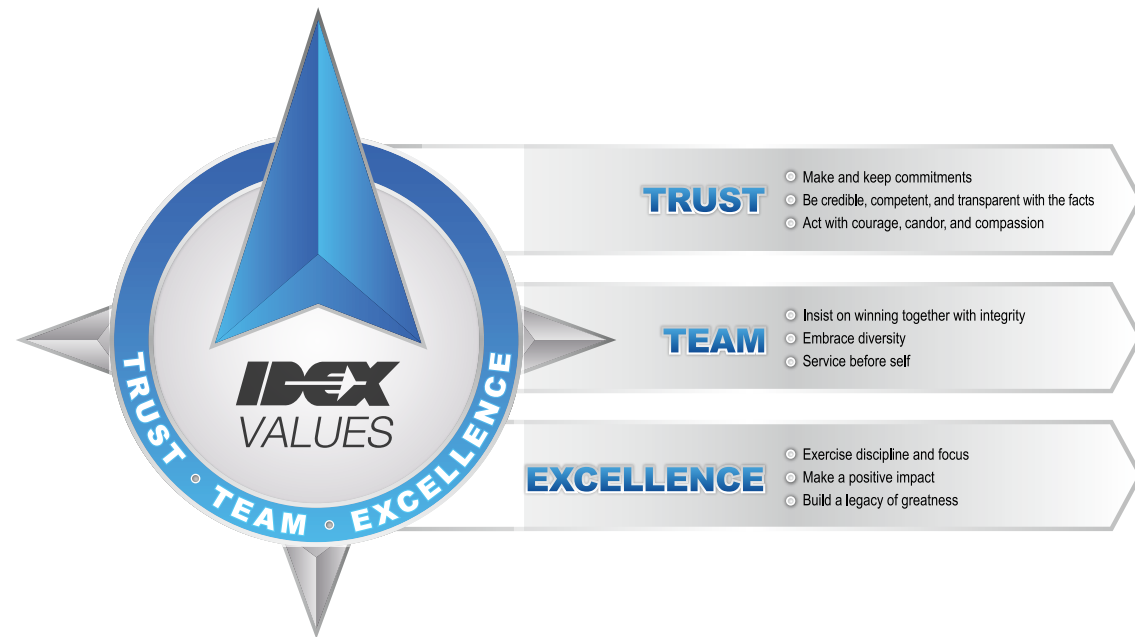 IDEX
VALUES
TRUST • TEAM • EXCELLENCE
TRUST
Make and keep commitments
Be credible, competent, and transparent with the facts
Act with courage, candor, and compassion
TEAM
Insist on winning together with integrity
Embrace diversity
Service before self
EXCELLENCE
Exercise discipline and focus
Make a positive impact
Build a legacy of greatness